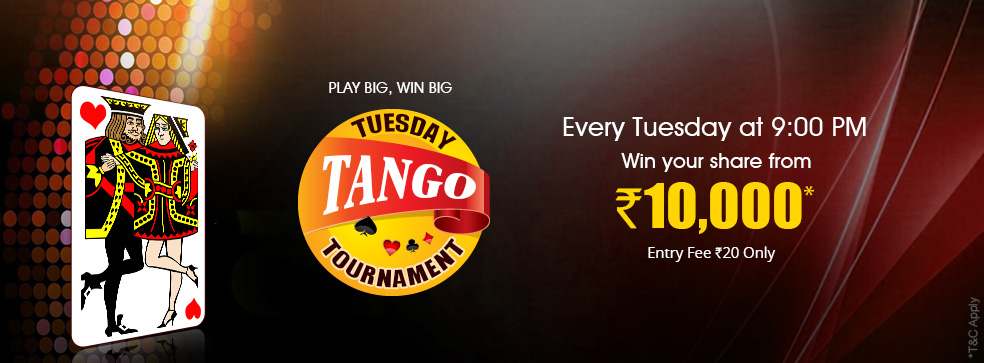 PLAY BIG, WIN BIG
TUESDAY
TANGO
TOURNAMENT
Every Tuesday at 9:00 PM
Win your share from
₹10,000*
Entry Fee ₹20 Only
*T&C Apply